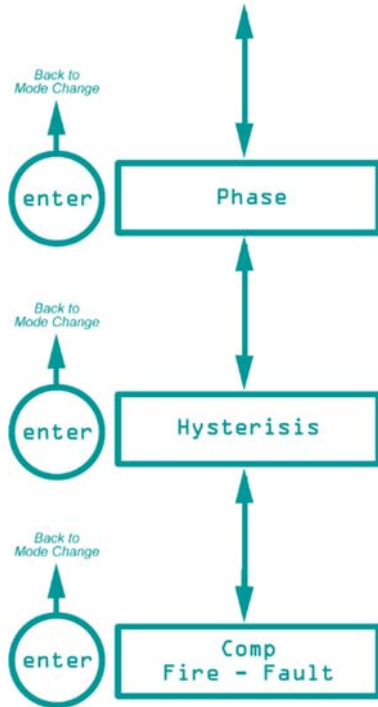 Back to
Mode Change
enter
Phase
Back to
Mode Change
enter
Hysterisis
Back to
Mode Change
enter
Comp
Fire - Fault